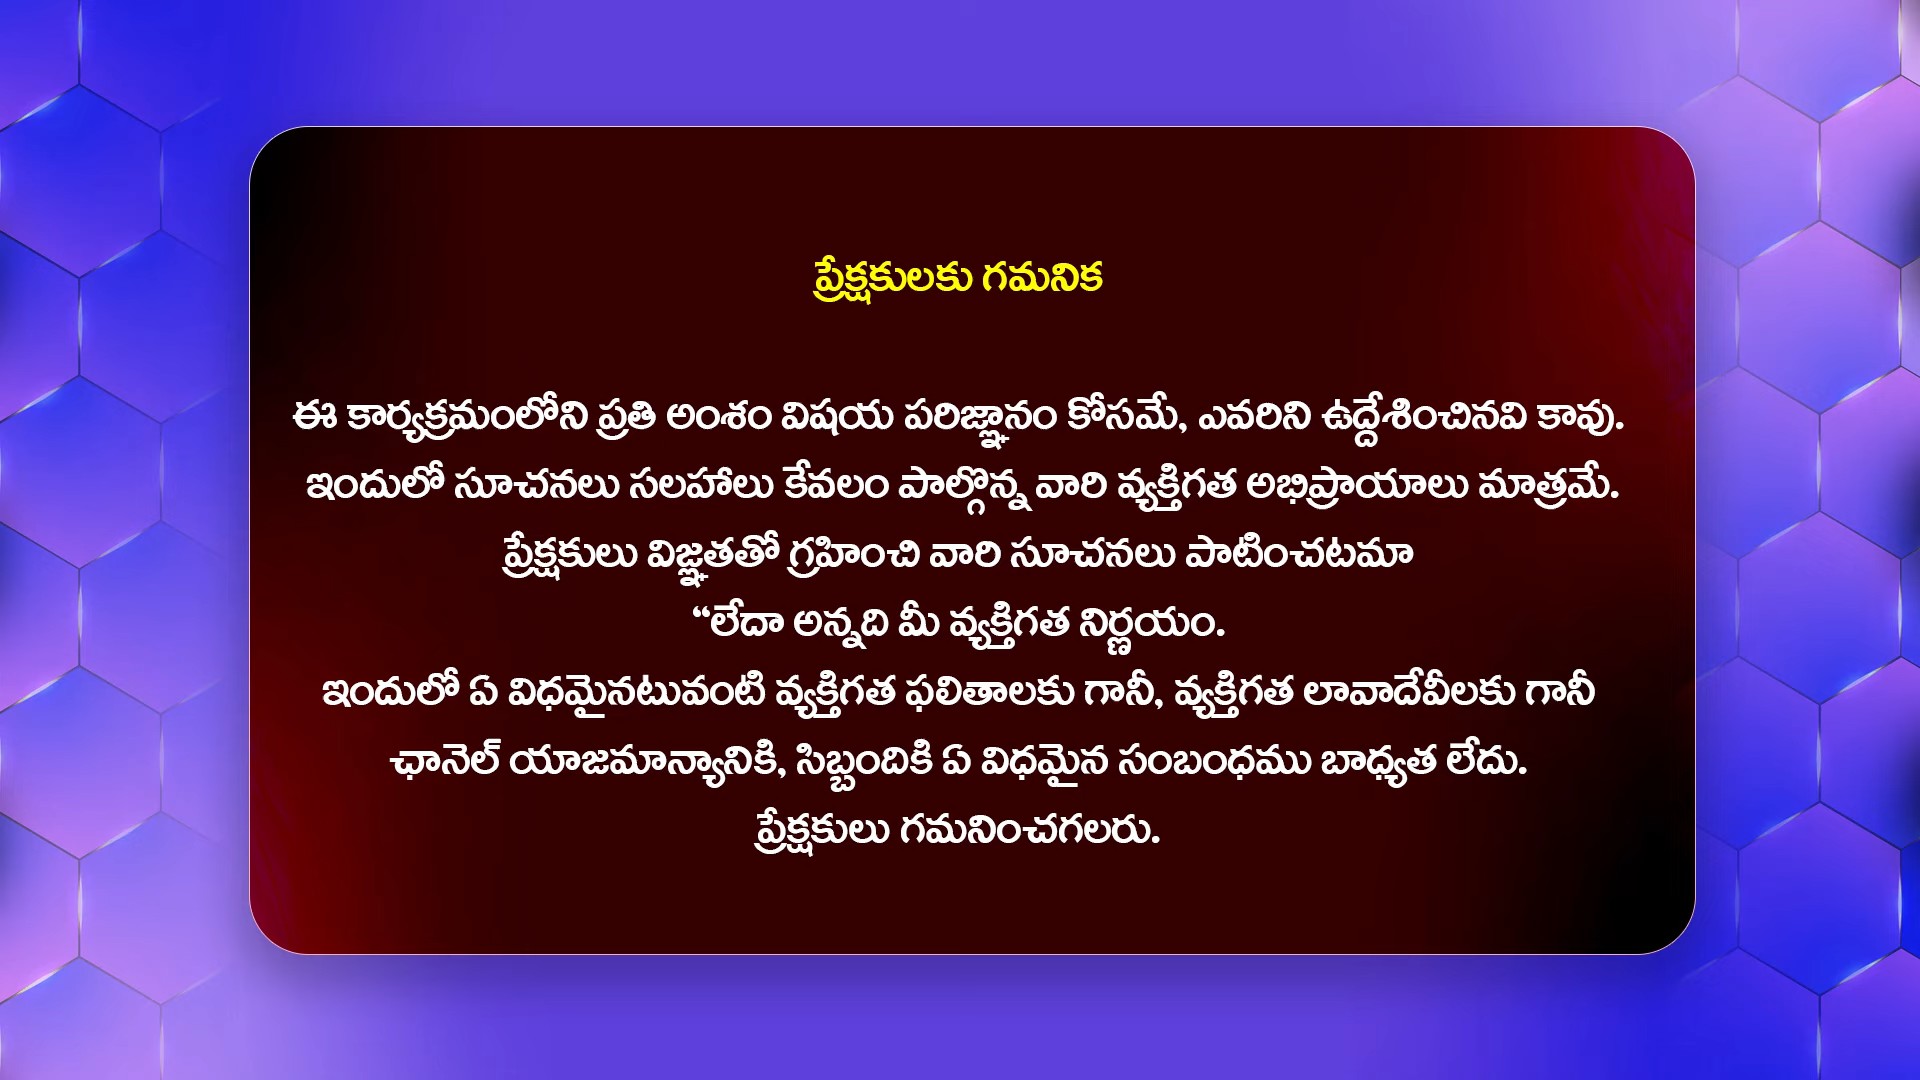 ప్రేక్షకులకు గమనిక
ఈ కార్యక్రమంలోని ప్రతి అంశం విషయ పరిజ్ఞానం కోసమే, ఎవరిని ఉద్దేశించినవి కావు.
ఇందులో సూచనలు సలహాలు కేవలం పాల్గొన్న వారి వ్యక్తిగత అభిప్రాయాలు మాత్రమే.
ప్రేక్షకులు విజ్ఞతతో గ్రహించి వారి సూచనలు పాటించటమా
“లేదా అన్నది మీ వ్యక్తిగత నిర్ణయం.
ఇందులో ఏ విధమైనటువంటి వ్యక్తిగత ఫలితాలకు గానీ, వ్యక్తిగత లావాదేవీలకు గానీ
ఛానెల్ యాజమాన్యానికి, సిబ్బందికి ఏ విధమైన సంబంధము బాధ్యత లేదు.
ప్రేక్షకులు గమనించగలరు.